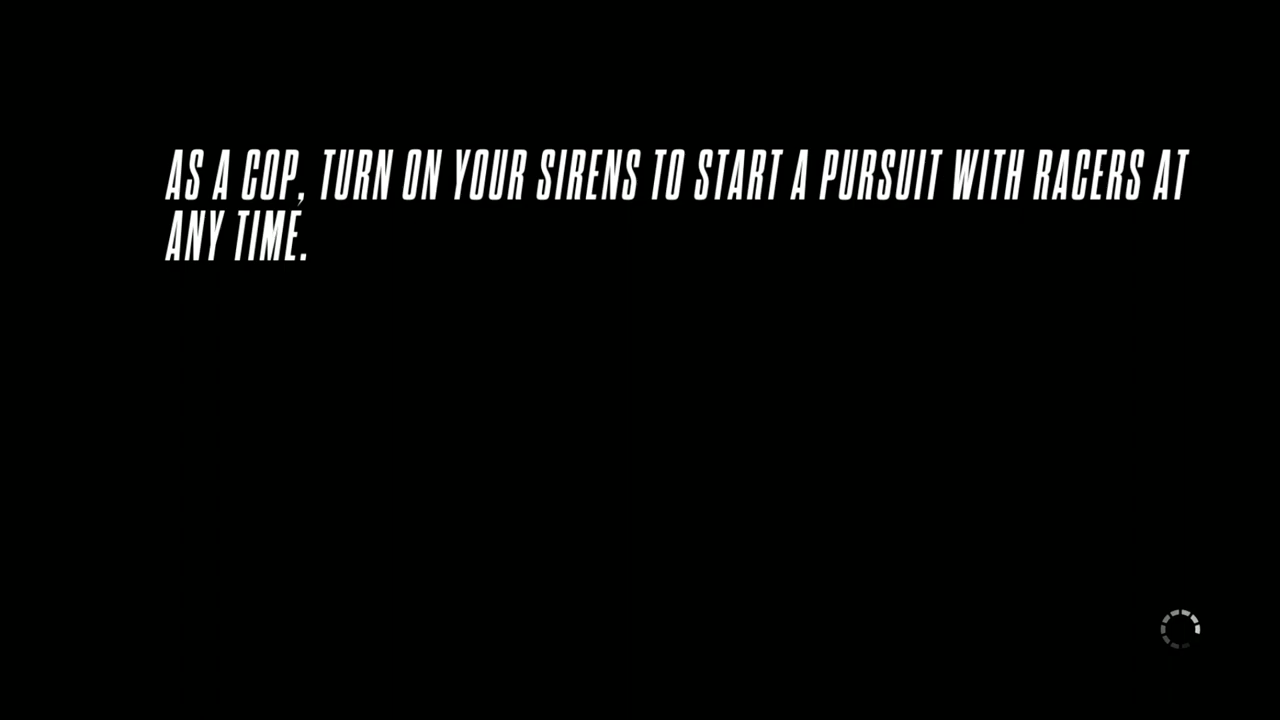 AS A COP, TURN ON YOUR SIRENS TO START A PURSUIT WITH RACERS AT
ANY TIME.